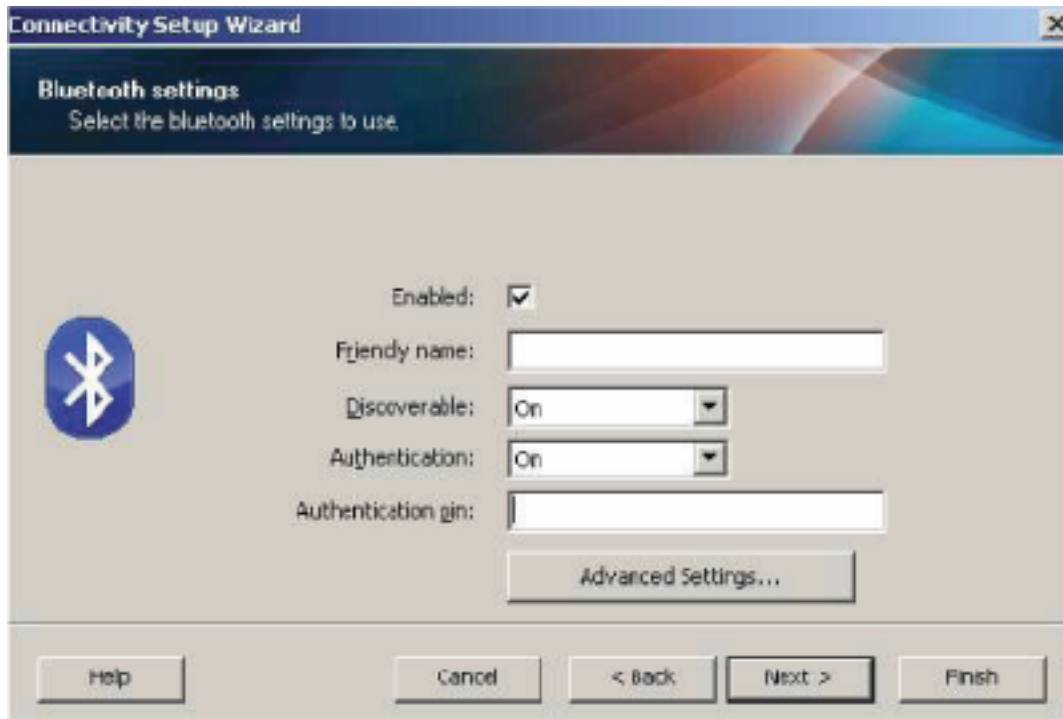 Connectivity Setup Wizard
Bluetooth settings
Select the bluetooth settings to use.
Enabled:
Friendly name:
Discoverable: On
Authentication: On
Authentication pin:
Advanced Settings...
Help Cancel < Back Next > Finish